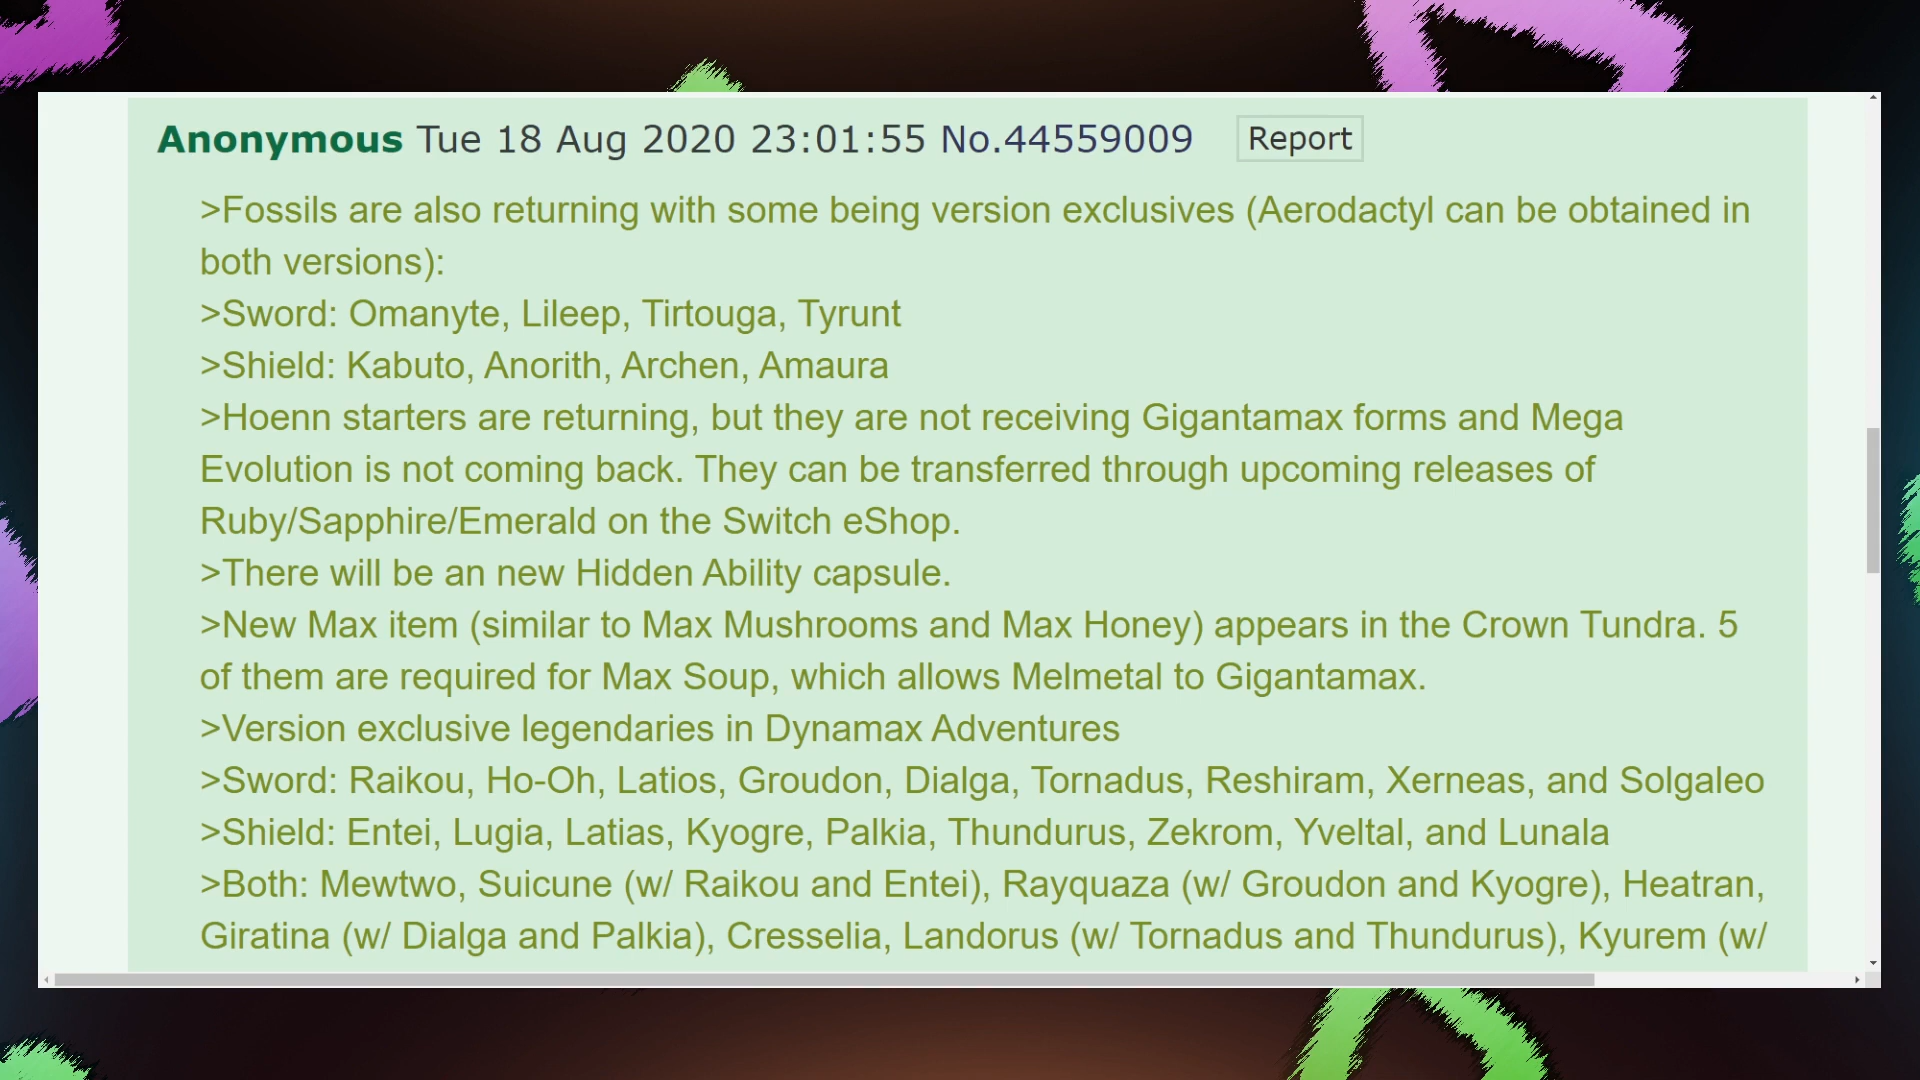 Anonymous Tue 18 Aug 2020 23:01:55 No.44559009 Report
>Fossils are also returning with some being version exclusives (Aerodactyl can be obtained in
both versions):
>Sword: Omanyte, Lileep, Tirtouga, Tyrunt
>Shield: Kabuto, Anorith, Archen, Amaura
>Hoenn starters are returning, but they are not receiving Gigantamax forms and Mega
Evolution is not coming back. They can be transferred through upcoming releases of
Ruby/Sapphire/Emerald on the Switch eShop.
>There will be an new Hidden Ability capsule.
>New Max item (similar to Max Mushrooms and Max Honey) appears in the Crown Tundra. 5
of them are required for Max Soup, which allows Melmetal to Gigantamax.
>Version exclusive legendaries in Dynamax Adventures
>Sword: Raikou, Ho-Oh, Latios, Groudon, Dialga, Tornadus, Reshiram, Xerneas, and Solgaleo
>Shield: Entei, Lugia, Latias, Kyogre, Palkia, Thundurus, Zekrom, Yveltal, and Lunala
>Both: Mewtwo, Suicune (w/ Raikou and Entei), Rayquaza (w/ Groudon and Kyogre), Heatran,
Giratina (w/ Dialga and Palkia), Cresselia, Landorus (w/ Tornadus and Thundurus), Kyurem (w/